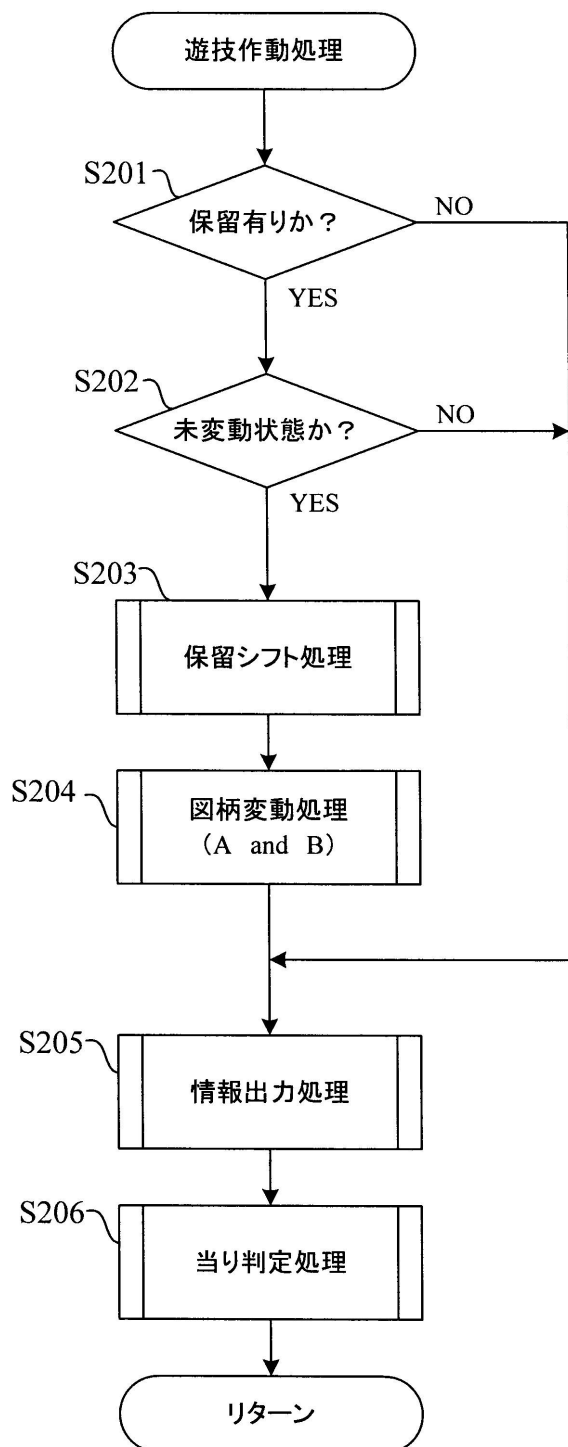 遊技作動処理
S201
保留有りか？
NO
YES
S202
未変動状態か？
NO
YES
S203
保留シフト処理
S204
図柄変動処理
（A and B）
S205
情報出力処理
S206
当り判定処理
リターン